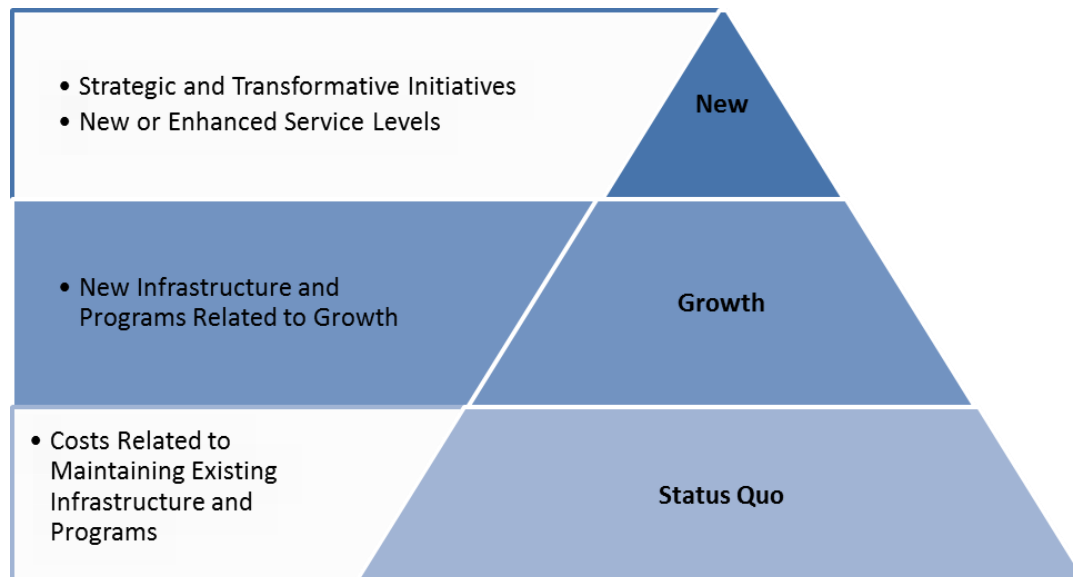 • Strategic and Transformative Initiatives
• New or Enhanced Service Levels
New
• New Infrastructure and
Programs Related to Growth
Growth
• Costs Related to
Maintaining Existing
Infrastructure and
Programs
Status Quo